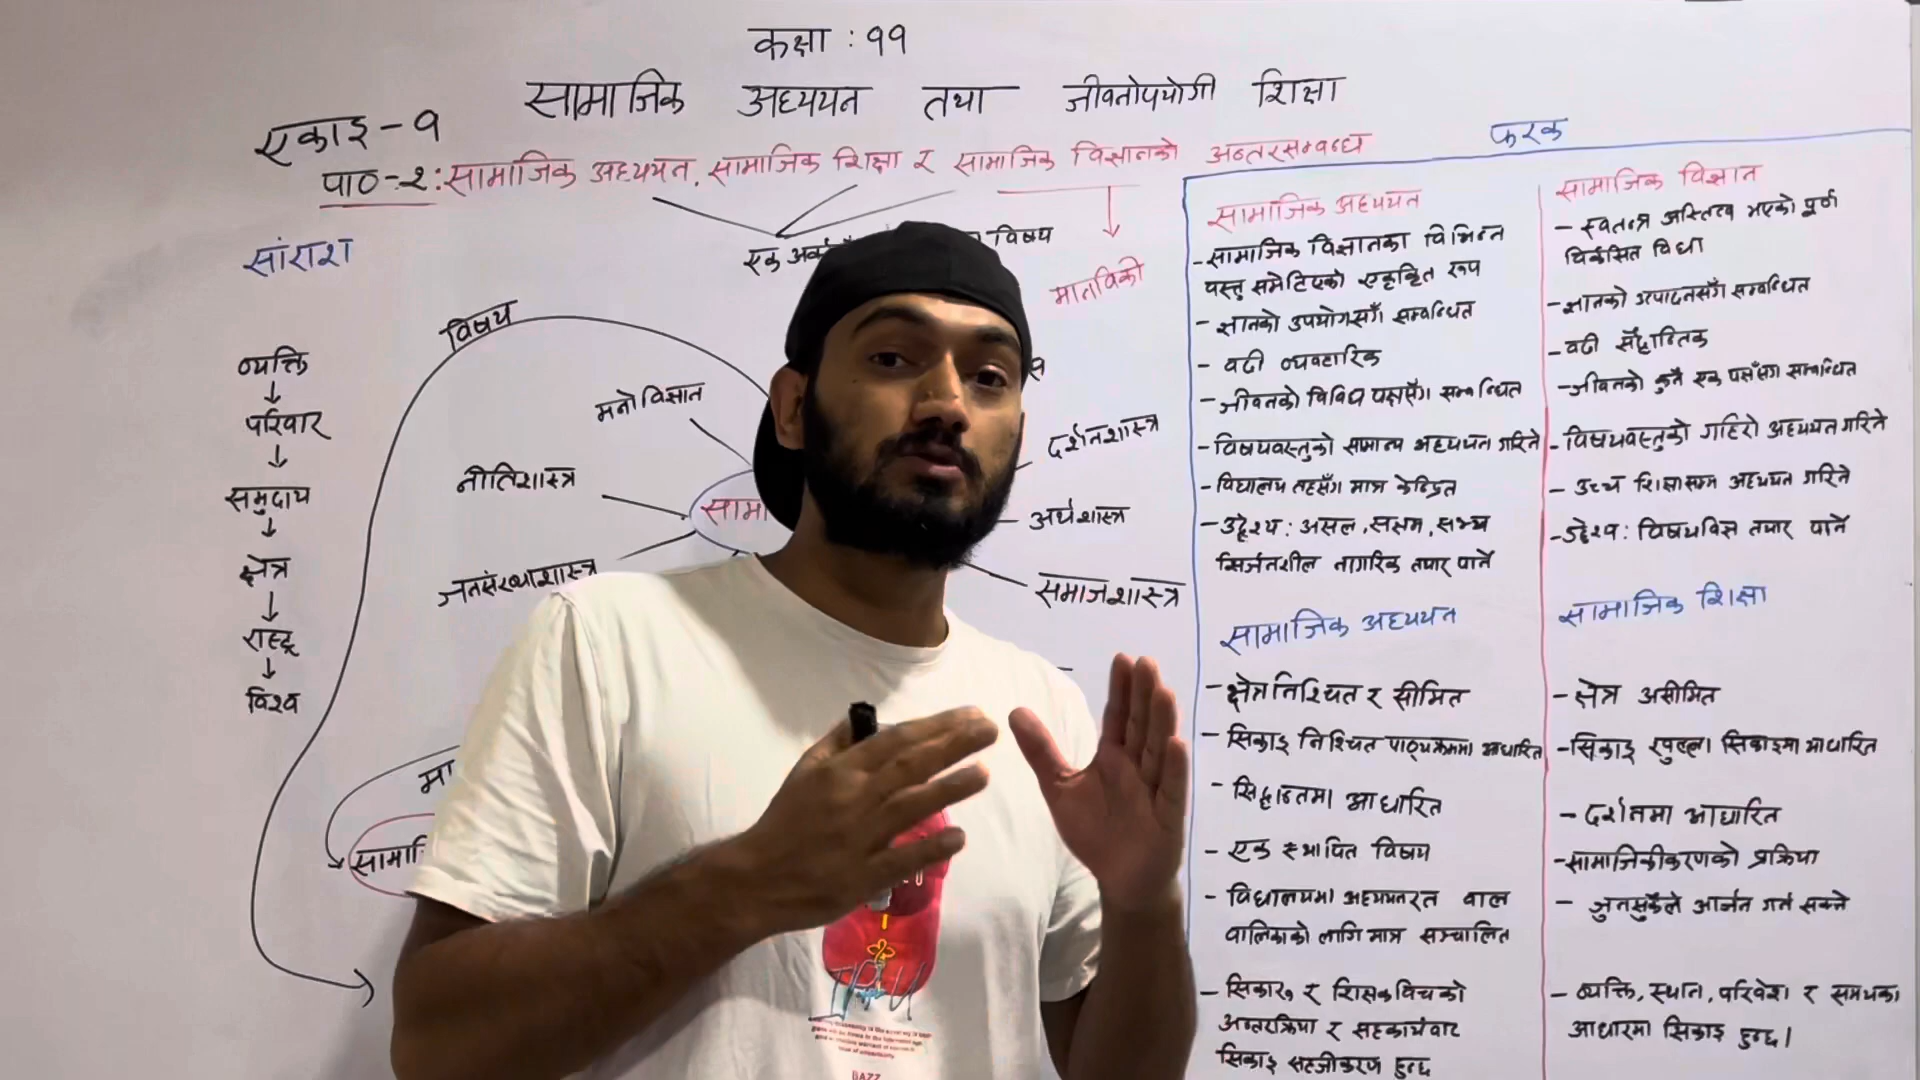 कक्षा : ११
सामाजिक अध्ययन तथा जीवनोपयोगी शिक्षा
एकाइ - १
पाठ - २ : सामाजिक अध्ययन, सामाजिक शिक्षा र सामाजिक विज्ञानको अन्तरसम्बन्ध
सांराश
व्यक्ति
↓
परिवार
↓
समुदाय
↓
क्षेत्र
↓
राष्ट्र
↓
विश्व
एक अर्का
विषय
मानविकी
विषय
मनोविज्ञान
नीतिशास्त्र
जनसंख्याशास्त्र
सामा
दर्शनशास्त्र
अर्थशास्त्र
समाजशास्त्र
मा
सामाजि
फरक
सामाजिक अध्ययन
- सामाजिक विज्ञानका विभिन्न
वस्तु समेटिएको एकृकित रूप
- ज्ञानको उपयोगसँग सम्बन्धित
- बढी व्यवहारिक
- जीवनको विविध पक्षसँग सम्बन्धित
- विषयवस्तुको सामान्य अध्ययन गरिने
- विद्यालय तहसँग मात्र केन्द्रित
- उद्देश्य : असल, सक्षम, सभ्य
सिर्जनशील नागरिक तयार पार्ने
सामाजिक विज्ञान
- स्वतन्त्र अस्तित्व भएको पूर्ण
विकसित विधा
- ज्ञानको उत्पादनसँग सम्बन्धित
- बढी सैद्धान्तिक
- जीवनको कुनै एक पक्षसँग सम्बन्धित
- विषयवस्तुको गहिरो अध्ययन गरिने
- उच्च शिक्षासम्म अध्ययन गरिने
- उद्देश्य : विषयविज्ञ तयार पार्ने
सामाजिक अध्ययन
- क्षेत्र निश्चित र सीमित
- सिकाइ निश्चित पाठ्यक्रममा आधारित
- सिद्धान्तमा आधारित
- एक स्थापित विषय
- विद्यालयमा अध्ययनरत बाल
बालिकाको लागि मात्र सञ्चालित
- सिकारु र शिक्षक बिचको
अन्तरक्रिया र सहकार्यबाट
सिकाइ सहजीकरण हुन्छ
सामाजिक शिक्षा
- क्षेत्र असीमित
- सिकाइ खुल्ला सिकाइमा आधारित
- दर्शनमा आधारित
- सामाजिकीकरणको प्रक्रिया
- जुनसुकैले आर्जन गर्न सक्ने
- व्यक्ति, स्थान, परिवेश र समयका
आधारमा सिकाइ हुन्छ ।
BAZZ